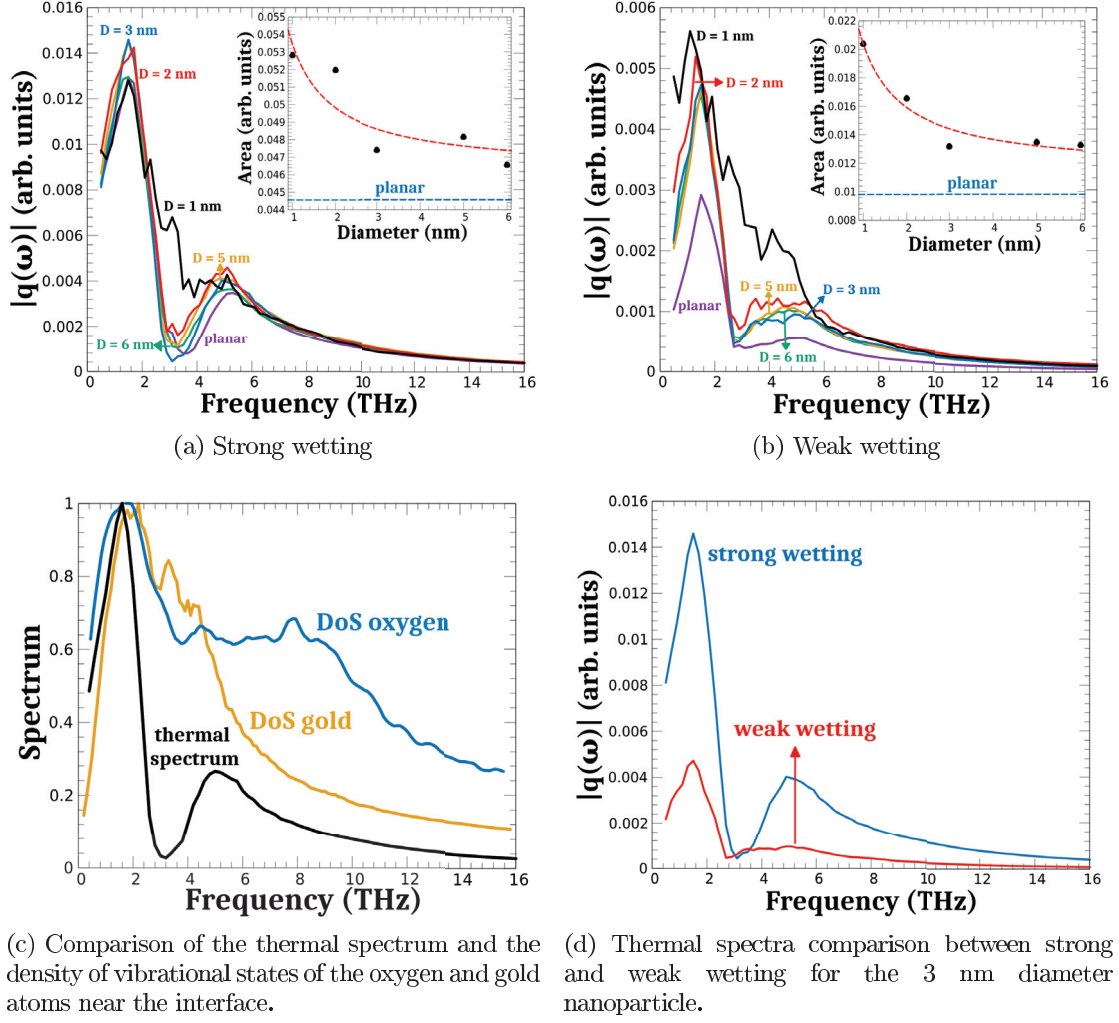 0.016
0.014
0.012
0.01
0.008
0.006
0.004
0.002
0
|q(ω)| (arb. units)
D = 3 nm
D = 2 nm
D = 1 nm
D = 5 nm
D = 6 nm
planar
0 2 4 6 8 10 12 14 16
Frequency (THz)
0.055
0.053
0.052
0.051
0.05
0.049
0.048
0.047
0.045
0.044
Area (arb. units)
planar
1 2 3 4 5 6
Diameter (nm)
(a) Strong wetting
0.006
0.005
0.004
0.003
0.002
0.001
0
|q(ω)| (arb. units)
D = 1 nm
D = 2 nm
D = 5 nm
D = 3 nm
planar
D = 6 nm
0 2 4 6 8 10 12 14 16
Frequency (THz)
0.022
0.020
0.018
0.016
0.014
0.012
0.01
0.008
Area (arb. units)
planar
1 2 3 4 5 6
Diameter (nm)
(b) Weak wetting
1
0.8
0.6
0.4
0.2
0
Spectrum
DoS oxygen
DoS gold
thermal
spectrum
0 2 4 6 8 10 12 14 16
Frequency (THz)
(c) Comparison of the thermal spectrum and the
density of vibrational states of the oxygen and gold
atoms near the interface.
0.016
0.014
0.012
0.01
0.008
0.006
0.004
0.002
0
|q(ω)| (arb. units)
strong wetting
weak wetting
0 2 4 6 8 10 12 14 16
Frequency (THz)
(d) Thermal spectra comparison between strong
and weak wetting for the 3 nm diameter
nanoparticle.